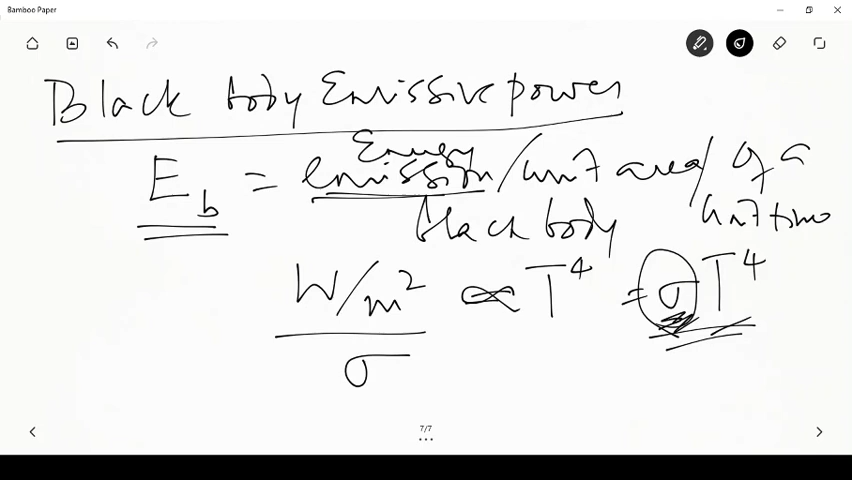 Bamboo Paper
Black body Emissive power
Energy
E_b = emission/unit area/ of a
black body unit time
W/m² ∝ T⁴ = σT⁴
σ
7/7